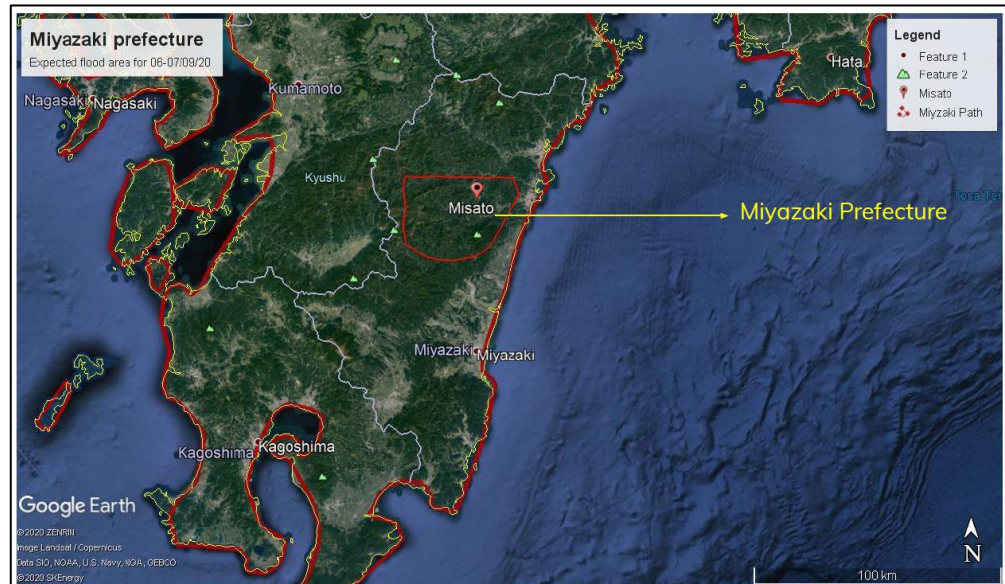 Miyazaki prefecture
Expected flood area for 06-07/09/20
Legend
Feature 1
Feature 2
Misato
Miyzaki Path
Hata
Nagasaki
Nagasaki
Kumamoto
Kyushu
Misato
Miyazaki Prefecture
Miyazaki
Miyazaki
Kagoshima
Kagoshima
Google Earth
©2020 ZENRIN
Image Landsat / Copernicus
Data SIO, NOAA, U.S. Navy, NGA, GEBCO
©2020 SKEnergy
N
100 km